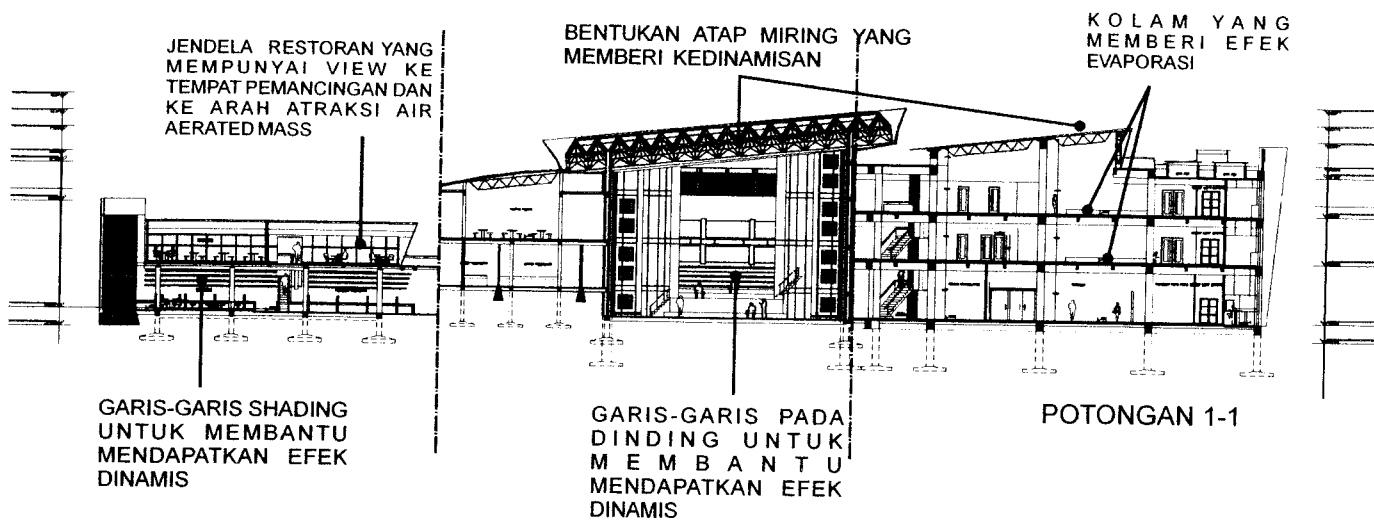 JENDELA RESTORAN YANG
MEMPUNYAI VIEW KE
TEMPAT PEMANCINGAN DAN
KE ARAH ATRAKSI AIR
AERATED MASS
BENTUKAN ATAP MIRING YANG
MEMBERI KEDINAMISAN
KOLAM YANG
MEMBERI EFEK
EVAPORASI
GARIS-GARIS SHADING
UNTUK MEMBANTU
MENDAPATKAN EFEK
DINAMIS
GARIS-GARIS PADA
DINDING UNTUK
MEMBANTU
MENDAPATKAN EFEK
DINAMIS
POTONGAN 1-1